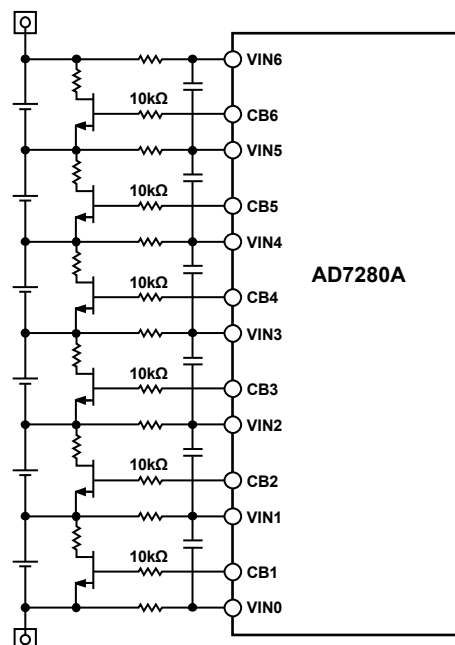 VIN6
10kΩ
CB6
VIN5
10kΩ
CB5
VIN4
AD7280A
10kΩ
CB4
VIN3
10kΩ
CB3
VIN2
10kΩ
CB2
VIN1
10kΩ
CB1
VIN0